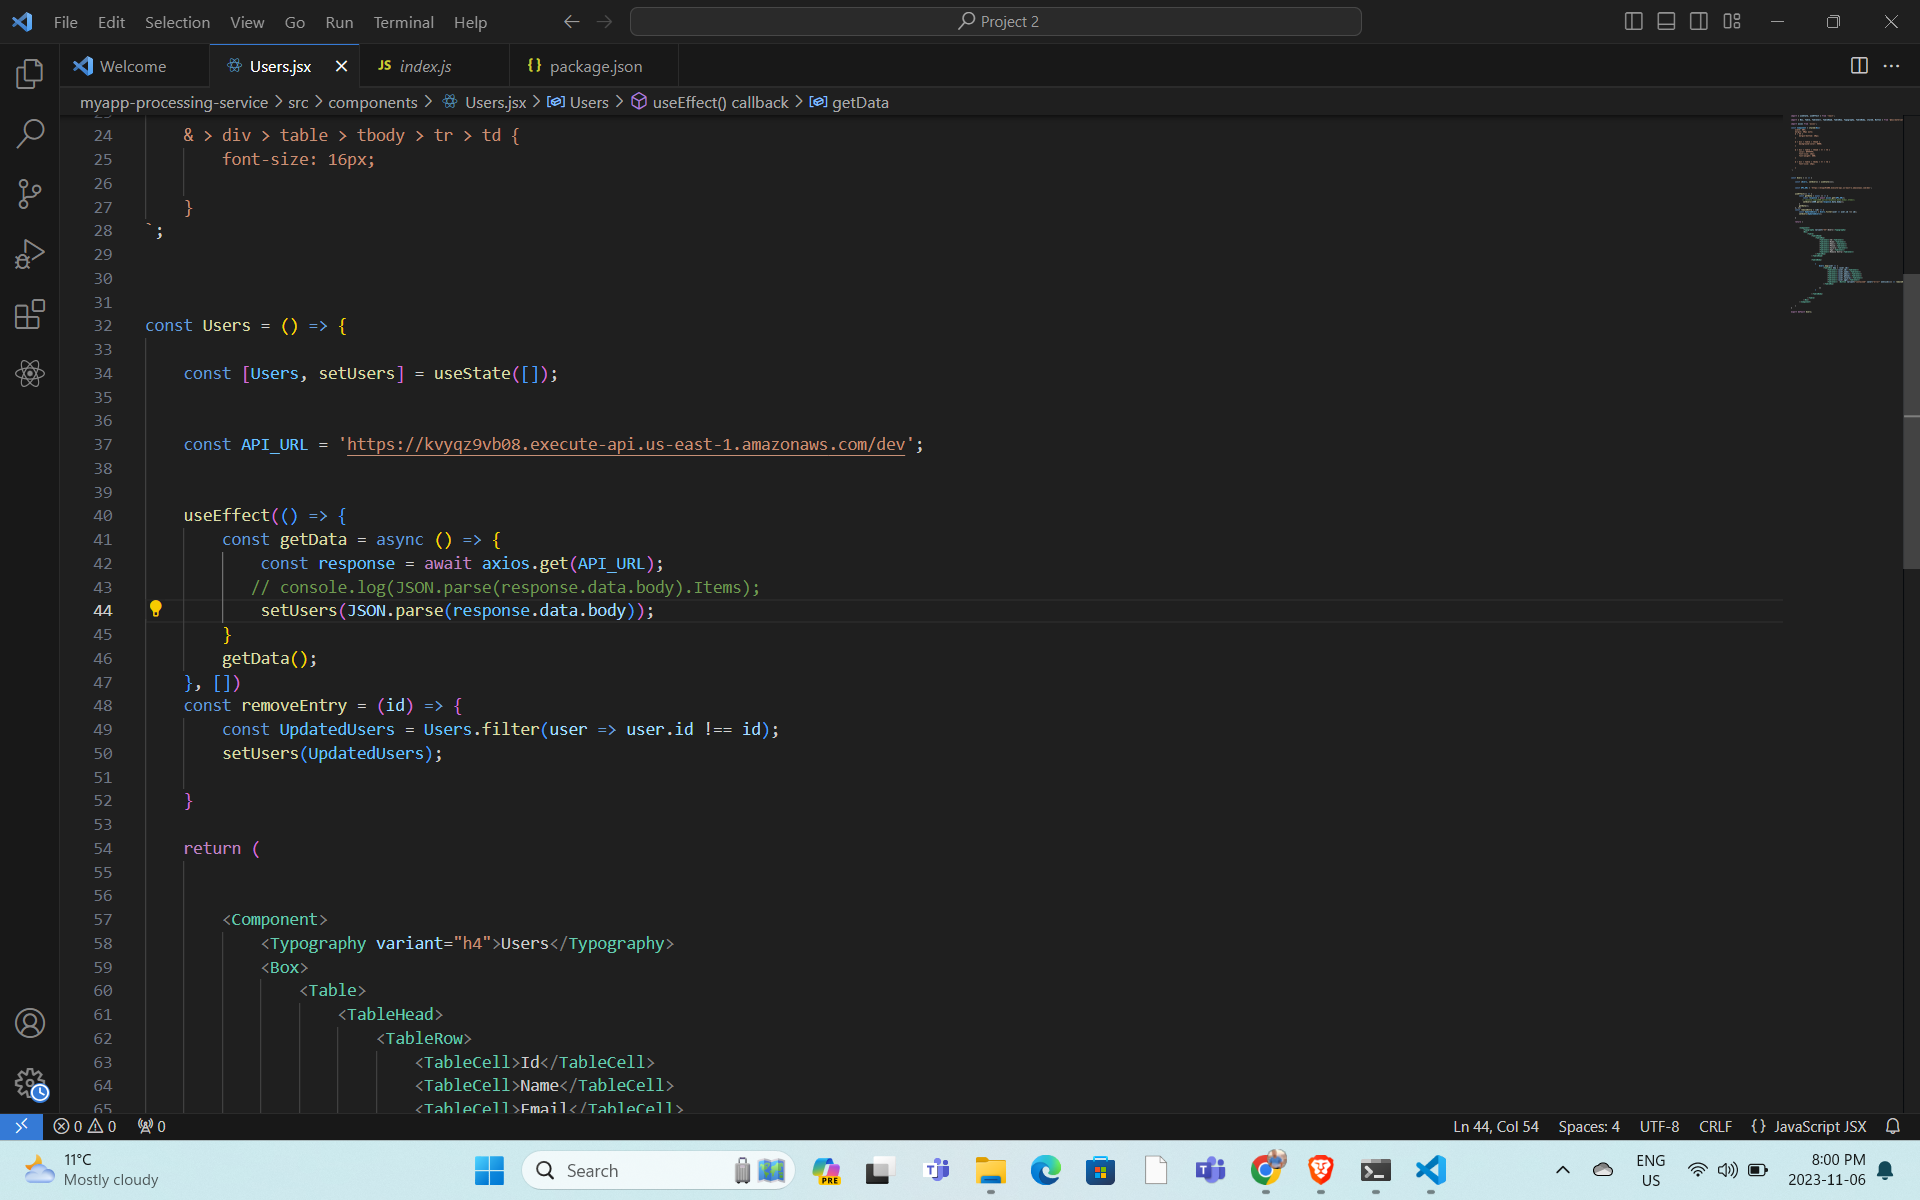 File Edit Selection View Go Run Terminal Help
Project 2
Welcome
Users.jsx
JS index.js
{} package.json
myapp-processing-service > src > components > Users.jsx > Users > useEffect() callback > getData
24 & > div > table > tbody > tr > td {
25 font-size: 16px;
26
27 }
28 `;
29
30
31
32 const Users = () => {
33
34 const [Users, setUsers] = useState([]);
35
36
37 const API_URL = 'https://kvyqz9vb08.execute-api.us-east-1.amazonaws.com/dev';
38
39
40 useEffect(() => {
41 const getData = async () => {
42 const response = await axios.get(API_URL);
43 // console.log(JSON.parse(response.data.body).Items);
44 setUsers(JSON.parse(response.data.body));
45 }
46 getData();
47 }, [])
48 const removeEntry = (id) => {
49 const UpdatedUsers = Users.filter(user => user.id !== id);
50 setUsers(UpdatedUsers);
51
52 }
53
54 return (
55
56
57 <Component>
58 <Typography variant="h4">Users</Typography>
59 <Box>
60 <Table>
61 <TableHead>
62 <TableRow>
63 <TableCell>Id</TableCell>
64 <TableCell>Name</TableCell>
65 <TableCell>Email</TableCell>
0 0 0
Ln 44, Col 54 Spaces: 4 UTF-8 CRLF {} JavaScript JSX
11°C
Mostly cloudy
Search
PRE
ENG
US
8:00 PM
2023-11-06